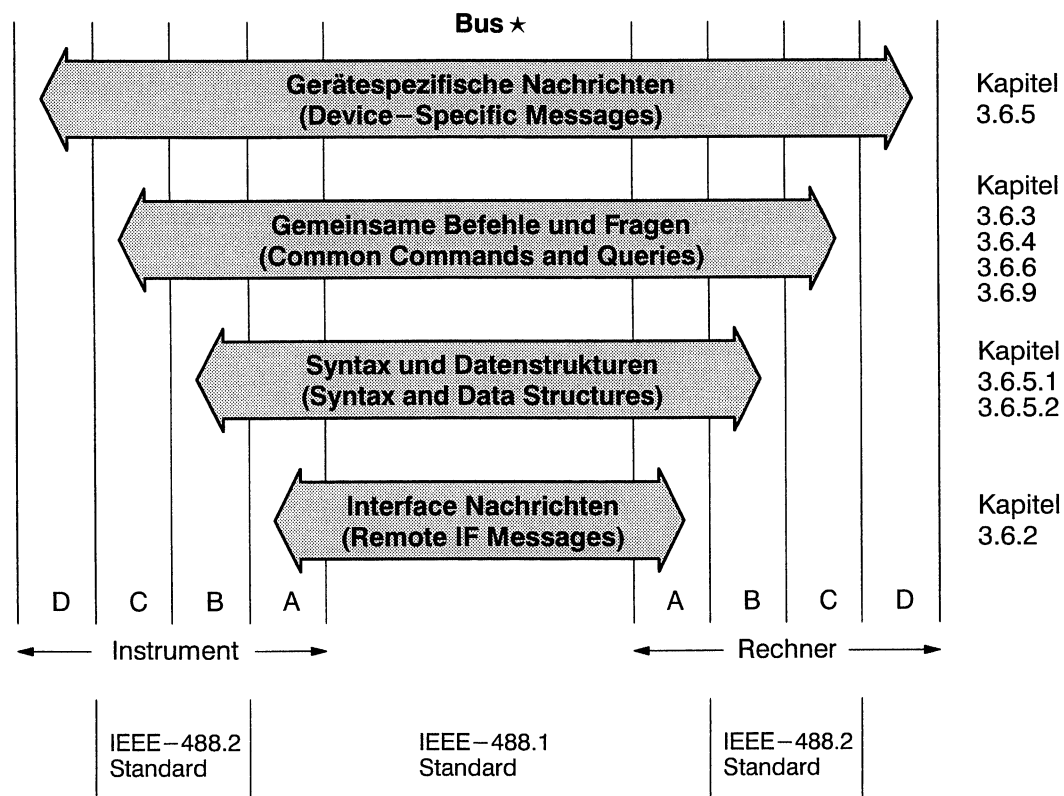 Bus ★
Gerätespezifische Nachrichten
(Device–Specific Messages)
Kapitel
3.6.5
Gemeinsame Befehle und Fragen
(Common Commands and Queries)
Kapitel
3.6.3
3.6.4
3.6.6
3.6.9
Syntax und Datenstrukturen
(Syntax and Data Structures)
Kapitel
3.6.5.1
3.6.5.2
Interface Nachrichten
(Remote IF Messages)
Kapitel
3.6.2
D C B A A B C D
Instrument Rechner
IEEE–488.2 IEEE–488.1 IEEE–488.2
Standard Standard Standard